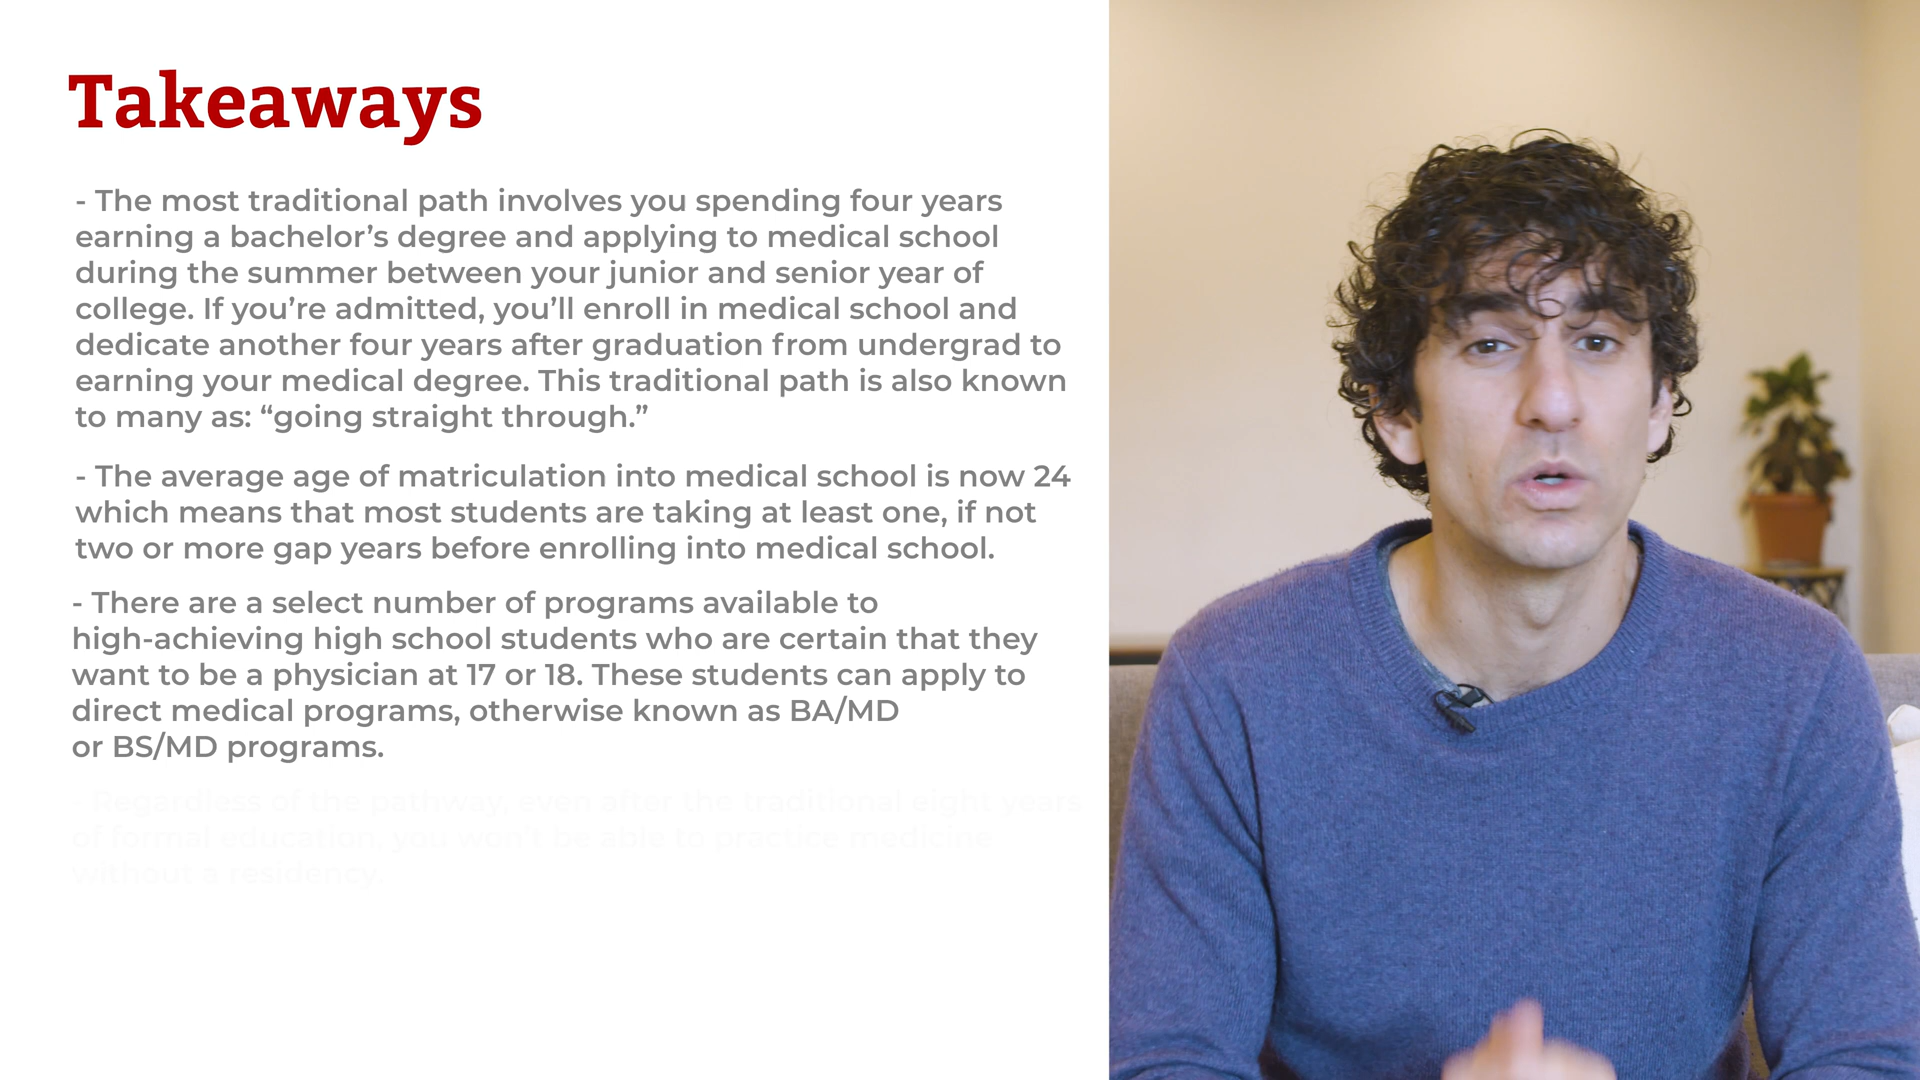 Takeaways
- The most traditional path involves you spending four years
earning a bachelor’s degree and applying to medical school
during the summer between your junior and senior year of
college. If you’re admitted, you’ll enroll in medical school and
dedicate another four years after graduation from undergrad to
earning your medical degree. This traditional path is also known
to many as: “going straight through.”
- The average age of matriculation into medical school is now 24
which means that most students are taking at least one, if not
two or more gap years before enrolling into medical school.
- There are a select number of programs available to
high-achieving high school students who are certain that they
want to be a physician at 17 or 18. These students can apply to
direct medical programs, otherwise known as BA/MD
or BS/MD programs.
- Regardless of the pathway, even after the traditional eight years
of formal education, you won’t be able to practice medicine
without a residency.